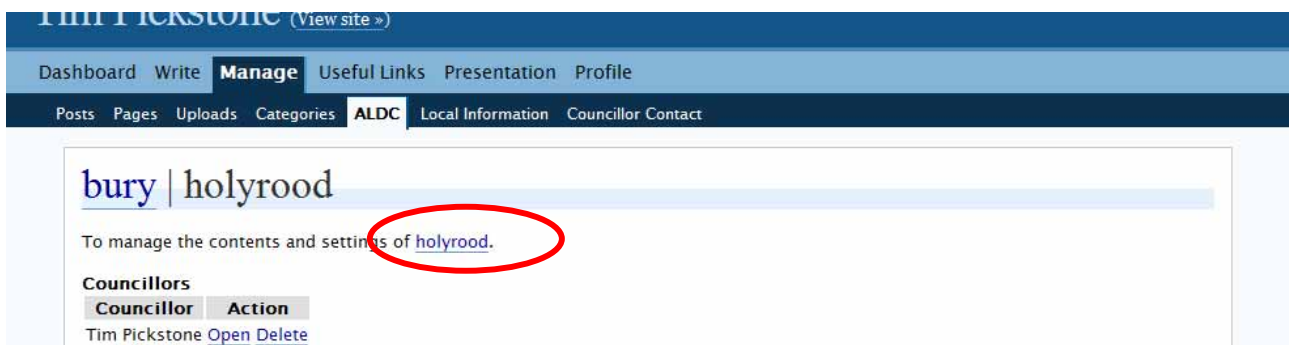 Tim Pickstone (View site »)
Dashboard Write Manage Useful Links Presentation Profile
Posts Pages Uploads Categories ALDC Local Information Councillor Contact
bury | holyrood
To manage the contents and settings of holyrood.
Councillors
Councillor Action
Tim Pickstone Open Delete